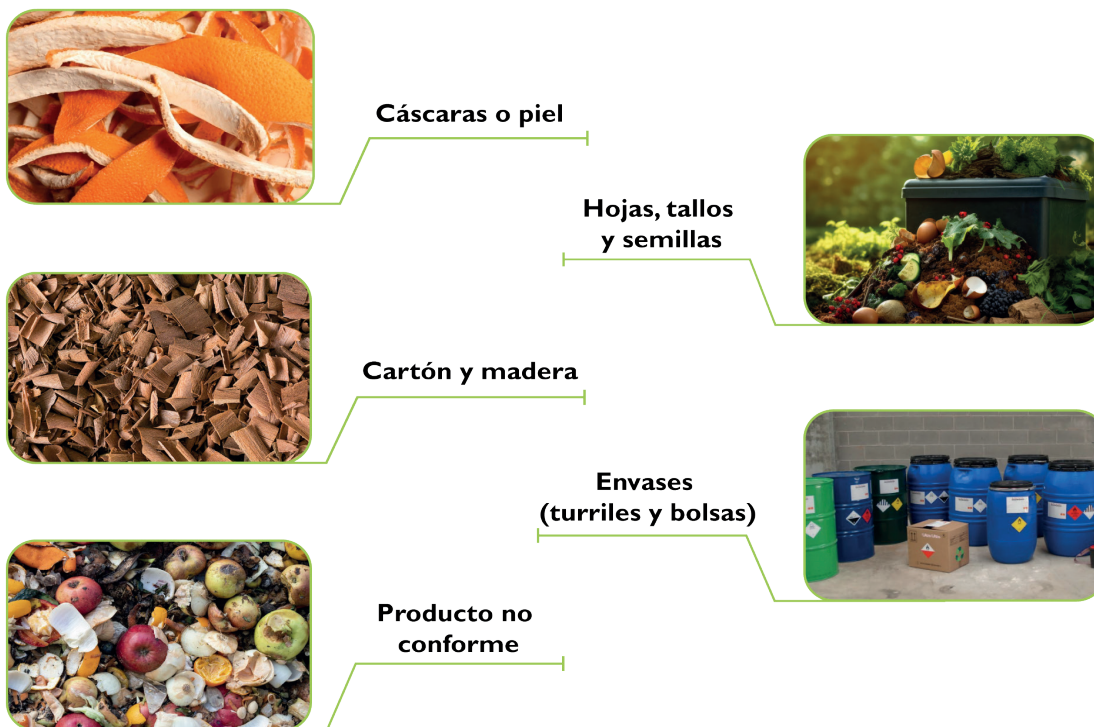 Cáscaras o piel
Hojas, tallos
y semillas
Cartón y madera
Envases
(turriles y bolsas)
Producto no
conforme